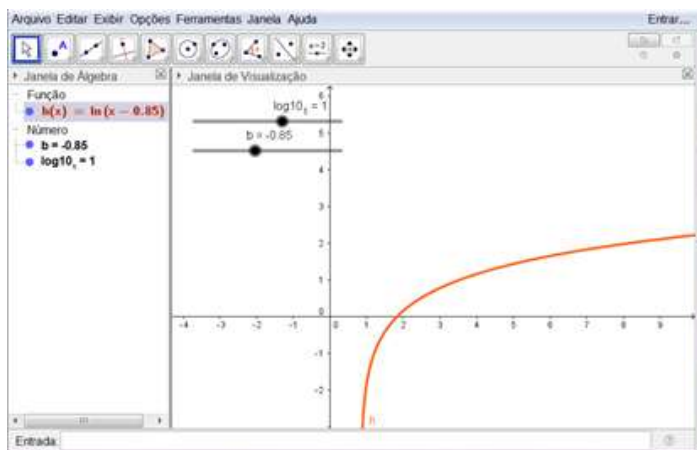 Arquivo Editar Exibir Opções Ferramentas Janela Ajuda Entrar...
A a=2
Janela de Álgebra
Janela de Visualização
Função
h(x) = ln(x − 0.85)
Número
b = -0.85
log10₁ = 1
log10₁ = 1
b = -0.85
6
5
4
3
2
1
0
-4 -3 -2 -1 0 1 2 3 4 5 6 7 8 9
-1
-2
h
Entrada: